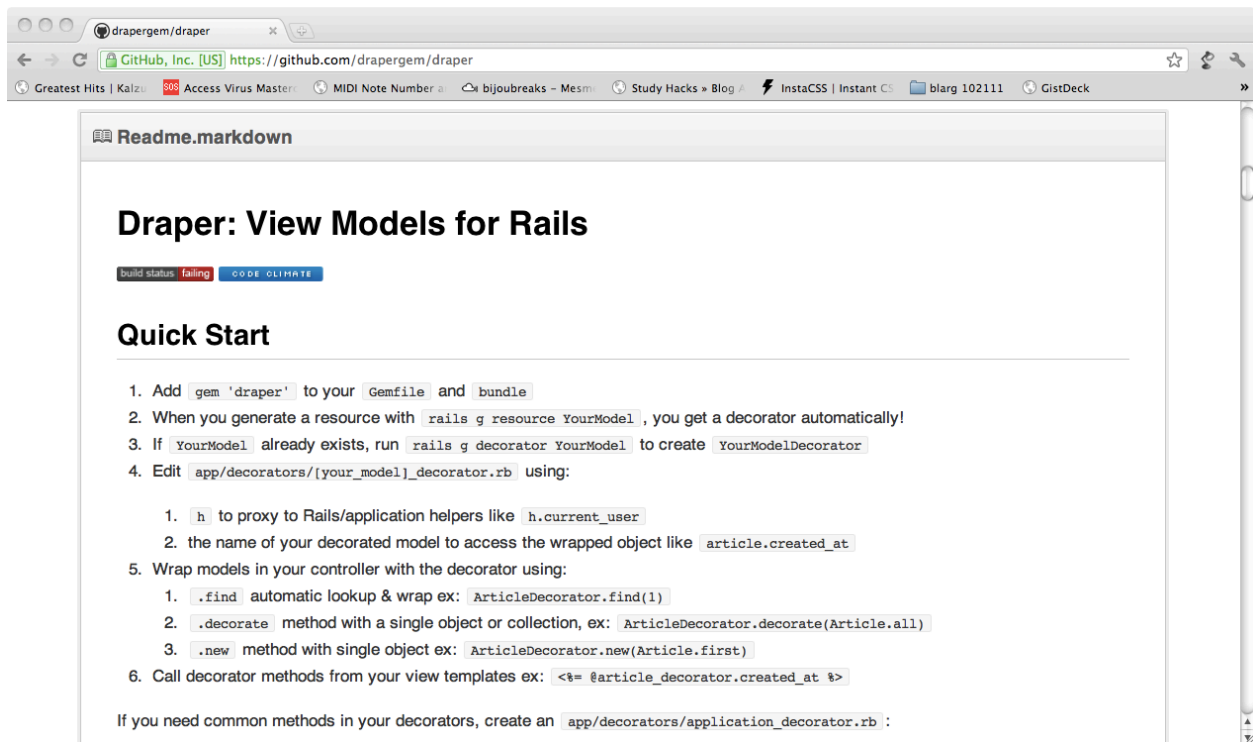 drapergem/draper
GitHub, Inc. [US] https://github.com/drapergem/draper
Greatest Hits | Kalzu SOS Access Virus Master MIDI Note Number a bijoubreaks – Mesm Study Hacks » Blog A InstaCSS | Instant CS blarg 102111 GistDeck »
Readme.markdown
Draper: View Models for Rails
build status failing CODE CLIMATE
Quick Start
1. Add gem 'draper' to your Gemfile and bundle
2. When you generate a resource with rails g resource YourModel , you get a decorator automatically!
3. If YourModel already exists, run rails g decorator YourModel to create YourModelDecorator
4. Edit app/decorators/[your_model]_decorator.rb using:
1. h to proxy to Rails/application helpers like h.current_user
2. the name of your decorated model to access the wrapped object like article.created_at
5. Wrap models in your controller with the decorator using:
1. .find automatic lookup & wrap ex: ArticleDecorator.find(1)
2. .decorate method with a single object or collection, ex: ArticleDecorator.decorate(Article.all)
3. .new method with single object ex: ArticleDecorator.new(Article.first)
6. Call decorator methods from your view templates ex: <%= @article_decorator.created_at %>
If you need common methods in your decorators, create an app/decorators/application_decorator.rb :